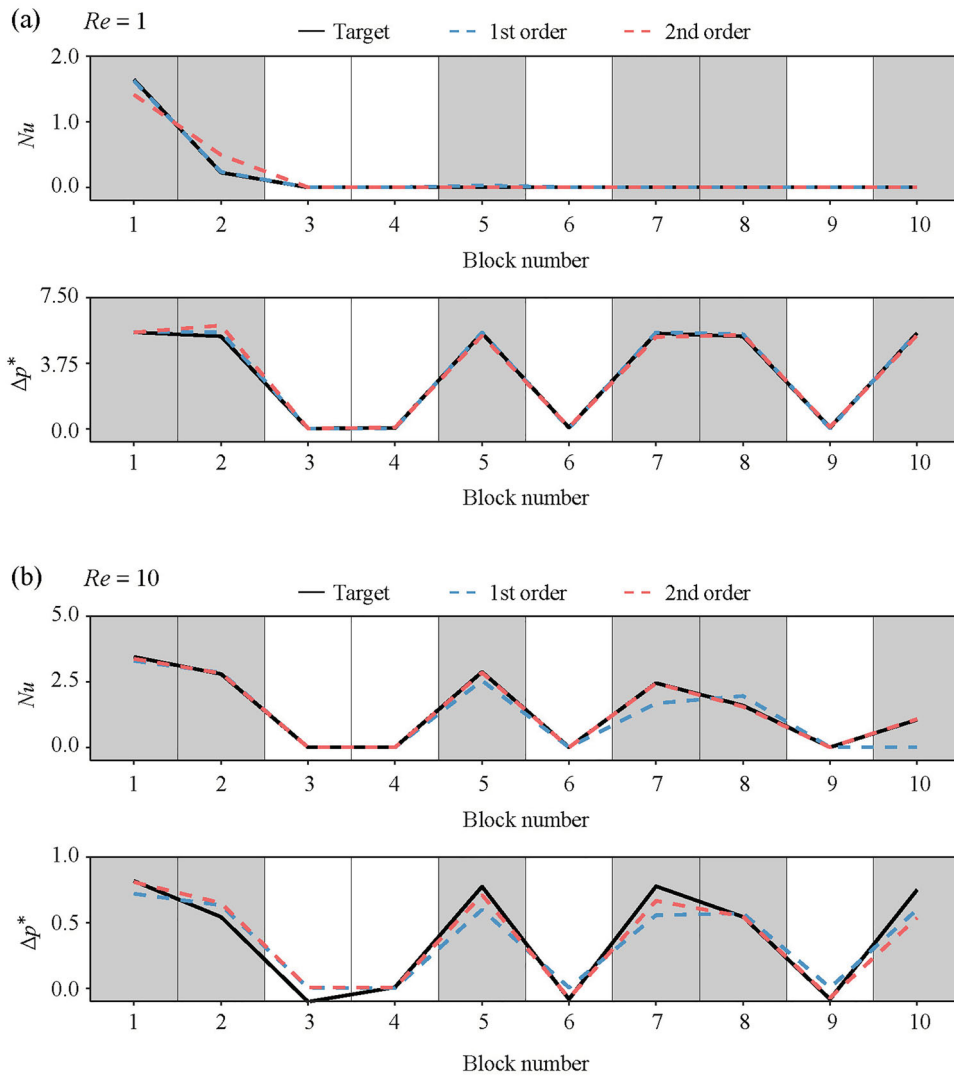 (a) Re = 1
Target 1st order 2nd order
2.0
1.0
0.0
Nu
1 2 3 4 5 6 7 8 9 10
Block number
7.50
3.75
0.0
Δp*
1 2 3 4 5 6 7 8 9 10
Block number
(b) Re = 10
Target 1st order 2nd order
5.0
2.5
0.0
Nu
1 2 3 4 5 6 7 8 9 10
Block number
1.0
0.5
0.0
Δp*
1 2 3 4 5 6 7 8 9 10
Block number